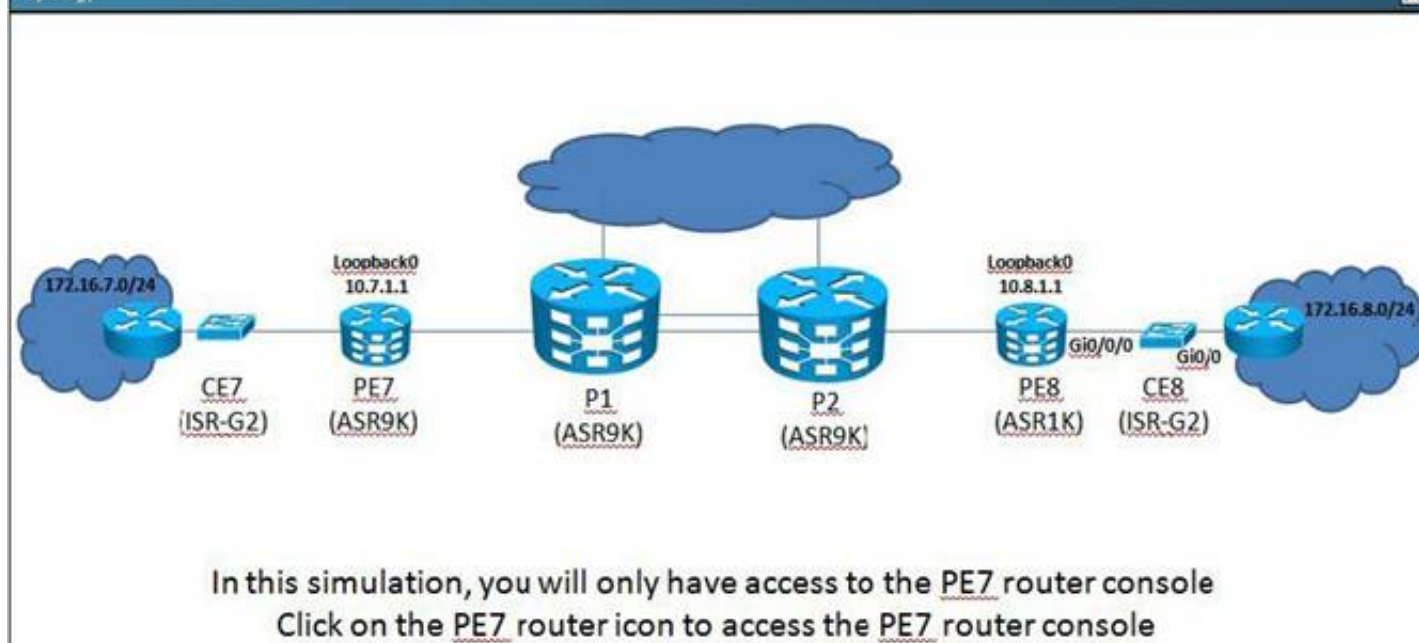 Loopback0
10.7.1.1
Loopback0
10.8.1.1
172.16.7.0/24
172.16.8.0/24
Gi0/0/0
Gi0/0
CE7
(ISR-G2)
PE7
(ASR9K)
P1
(ASR9K)
P2
(ASR9K)
PE8
(ASR1K)
CE8
(ISR-G2)
In this simulation, you will only have access to the PE7 router console
Click on the PE7 router icon to access the PE7 router console